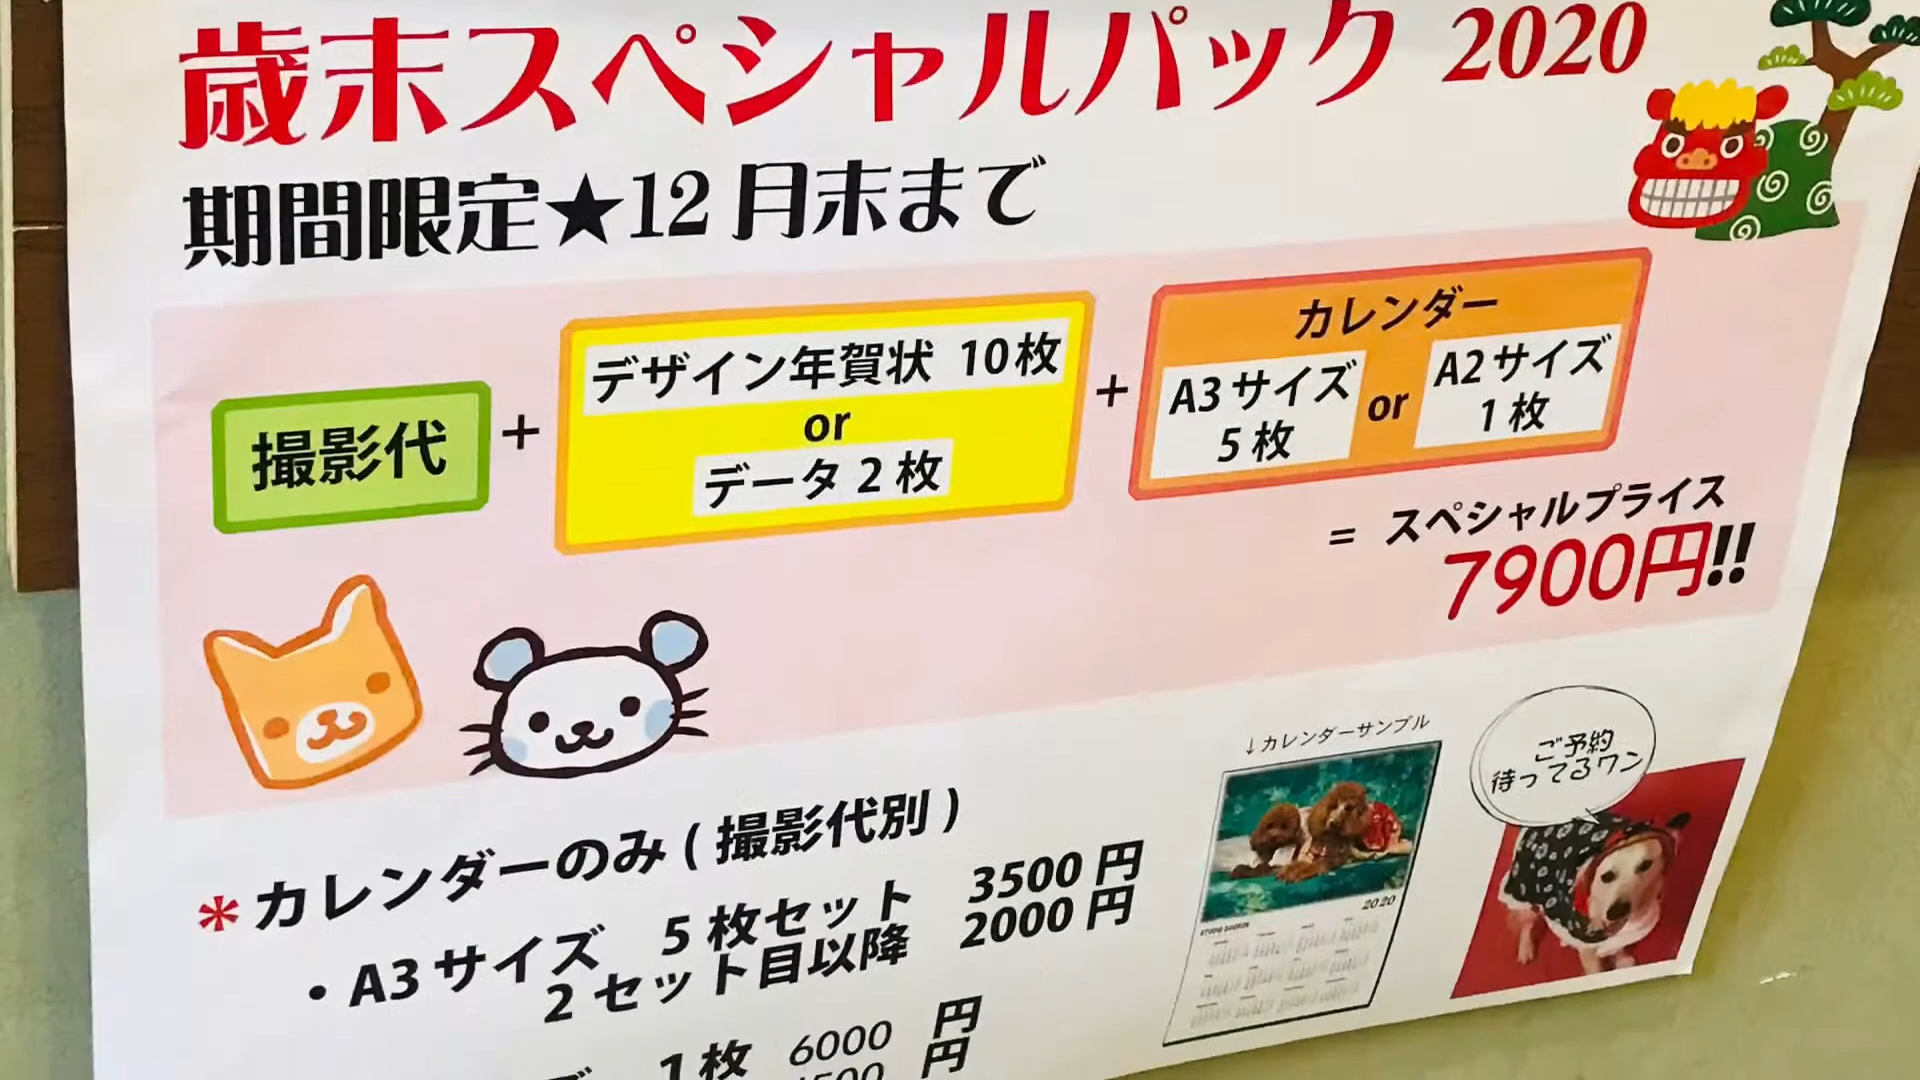 歳末スペシャルパック 2020
期間限定★12月末まで
撮影代
+
デザイン年賀状 10枚
or
データ 2枚
+
カレンダー
A3サイズ
5枚
or
A2サイズ
1枚
= スペシャルプライス
7900円!!
↓カレンダーサンプル
ご予約
待ってるワン
2020
*カレンダーのみ(撮影代別)
・A3サイズ 5枚セット 3500円
2セット目以降 2000円
1枚 6000円
円